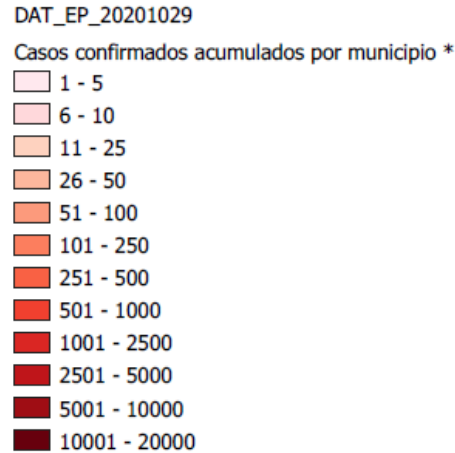 DAT_EP_20201029
Casos confirmados acumulados por municipio *
1 - 5
6 - 10
11 - 25
26 - 50
51 - 100
101 - 250
251 - 500
501 - 1000
1001 - 2500
2501 - 5000
5001 - 10000
10001 - 20000